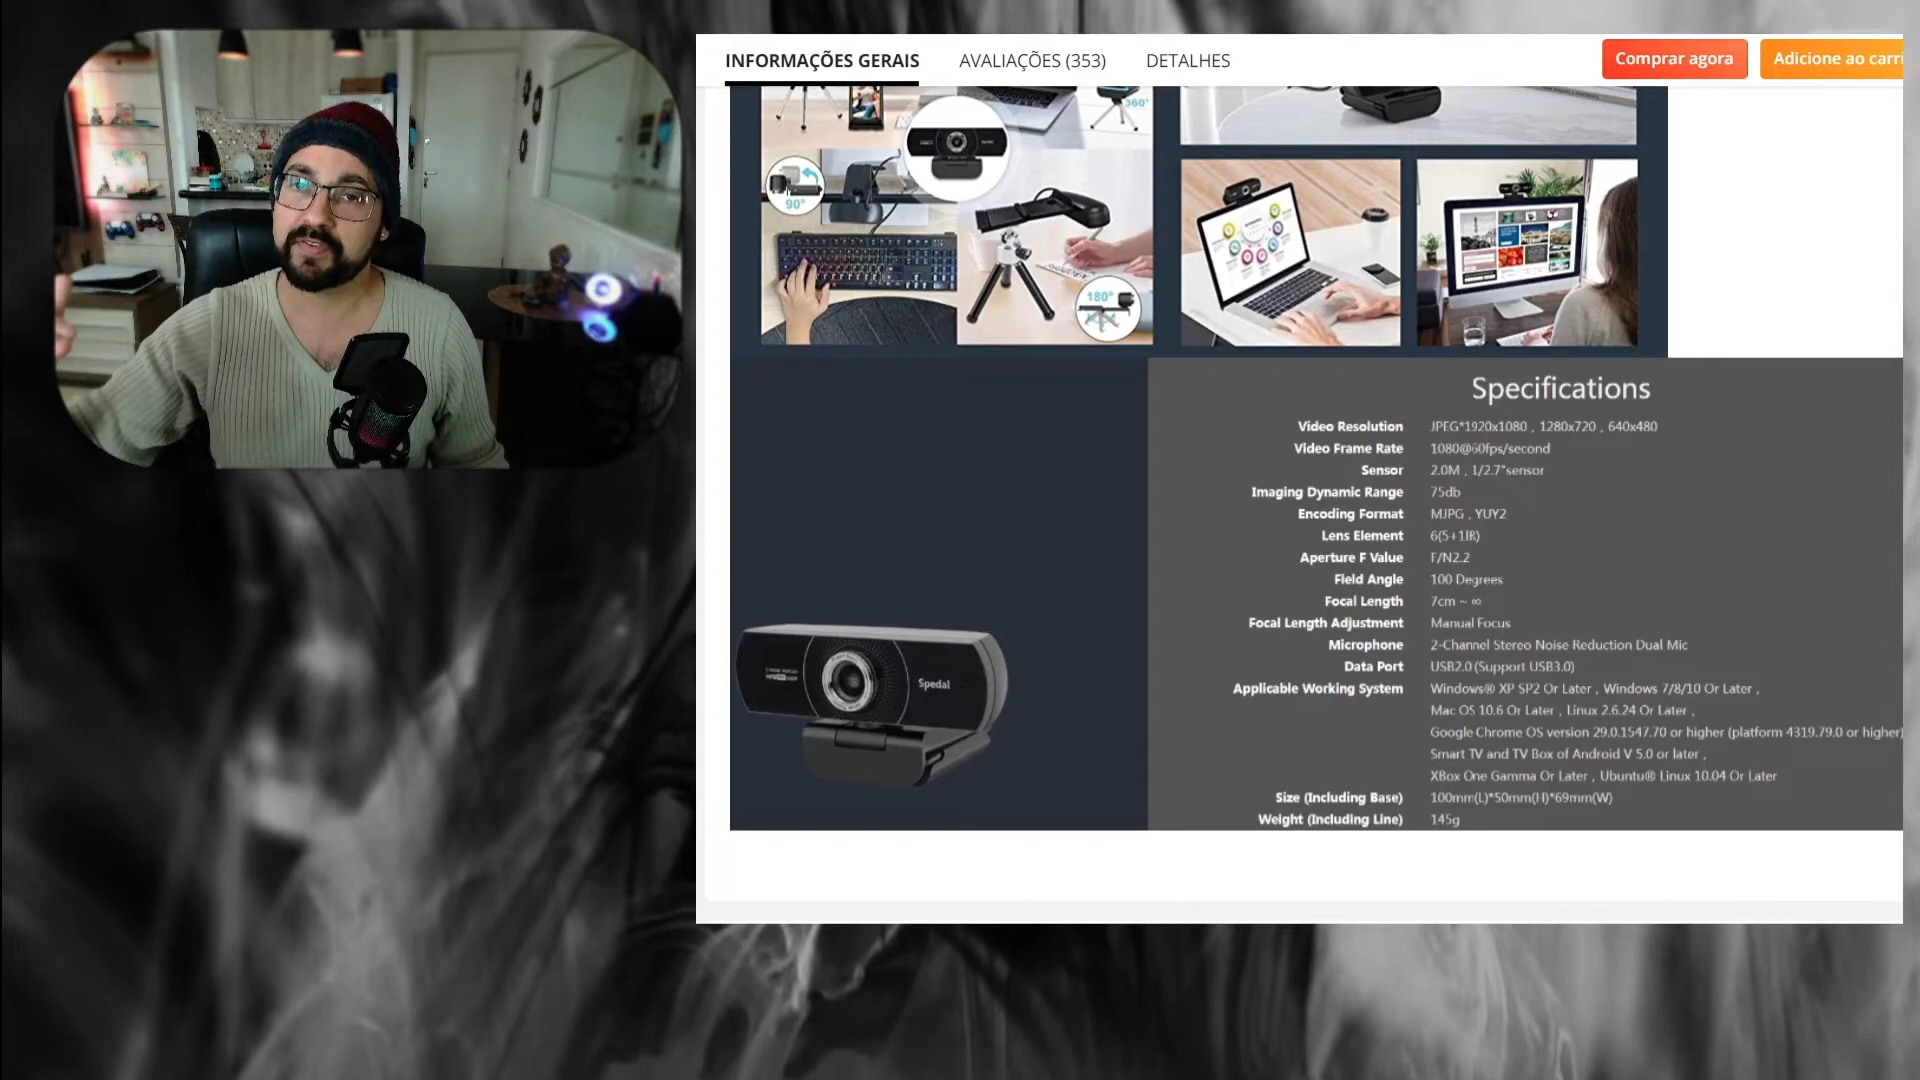 INFORMAÇÕES GERAIS
AVALIAÇÕES (353)
DETALHES
Comprar agora
Adicione ao carri
360°
90°
180°
Spedal
Specifications
Video Resolution JPEG*1920x1080 , 1280x720 , 640x480
Video Frame Rate 1080@60fps/second
Sensor 2.0M , 1/2.7"sensor
Imaging Dynamic Range 75db
Encoding Format MJPG , YUY2
Lens Element 6(5+1IR)
Aperture F Value F/N2.2
Field Angle 100 Degrees
Focal Length 7cm ~ ∞
Focal Length Adjustment Manual Focus
Microphone 2-Channel Stereo Noise Reduction Dual Mic
Data Port USB2.0 (Support USB3.0)
Applicable Working System Windows® XP SP2 Or Later , Windows 7/8/10 Or Later ,
Mac OS 10.6 Or Later , Linux 2.6.24 Or Later ,
Google Chrome OS version 29.0.1547.70 or higher (platform 4319.79.0 or higher)
Smart TV and TV Box of Android V 5.0 or later ,
XBox One Gamma Or Later , Ubuntu® Linux 10.04 Or Later
Size (Including Base) 100mm(L)*50mm(H)*69mm(W)
Weight (Including Line) 145g